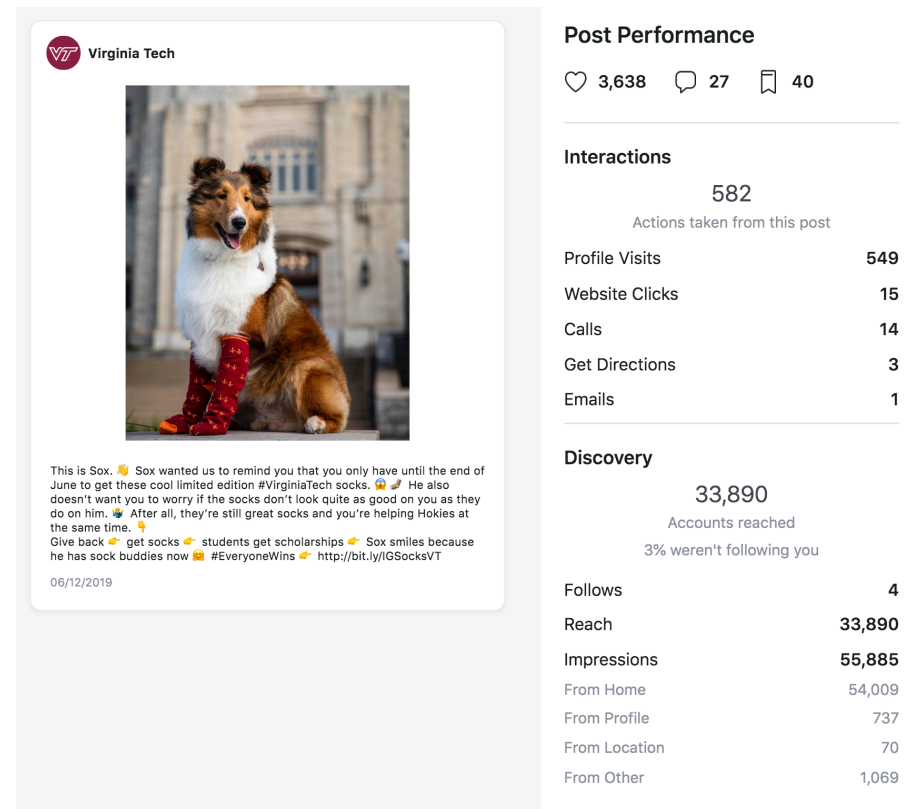 VT
Virginia Tech
This is Sox. 👋 Sox wanted us to remind you that you only have until the end of
June to get these cool limited edition #VirginiaTech socks. 😱🧦 He also
doesn't want you to worry if the socks don't look quite as good on you as they
do on him. 🤷‍♂️ After all, they're still great socks and you're helping Hokies at
the same time. 👇
Give back 👉 get socks 👉 students get scholarships 👉 Sox smiles because
he has sock buddies now 🤗 #EveryoneWins 👉 http://bit.ly/IGSocksVT
06/12/2019
Post Performance
3,638 27 40
Interactions
582
Actions taken from this post
Profile Visits 549
Website Clicks 15
Calls 14
Get Directions 3
Emails 1
Discovery
33,890
Accounts reached
3% weren't following you
Follows 4
Reach 33,890
Impressions 55,885
From Home 54,009
From Profile 737
From Location 70
From Other 1,069